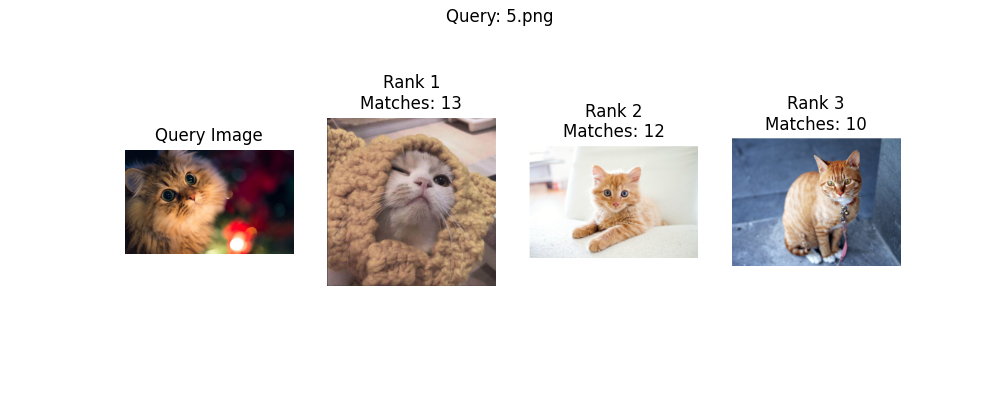 Query: 5.png
Query Image
Rank 1
Matches: 13
Rank 2
Matches: 12
Rank 3
Matches: 10